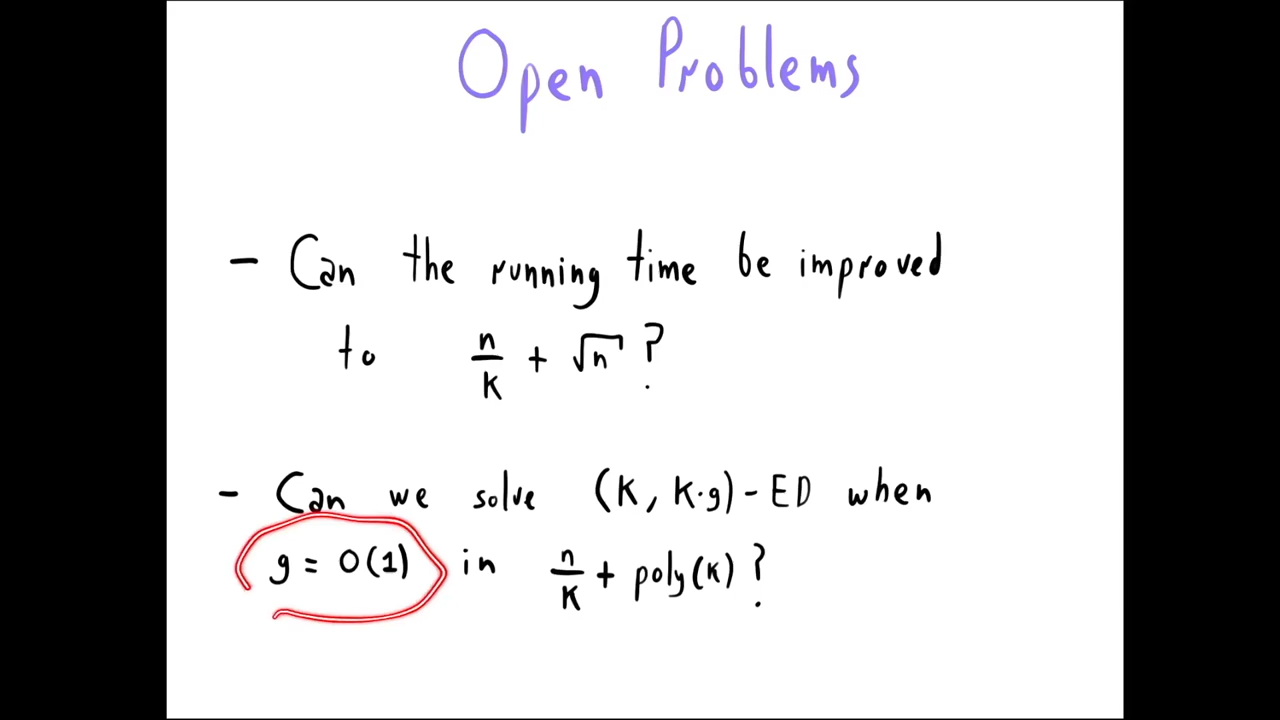 Open Problems
- Can the running time be improved
to n/k + √n ?
- Can we solve (K, K·g) - ED when
g = O(1) in n/k + poly(k) ?